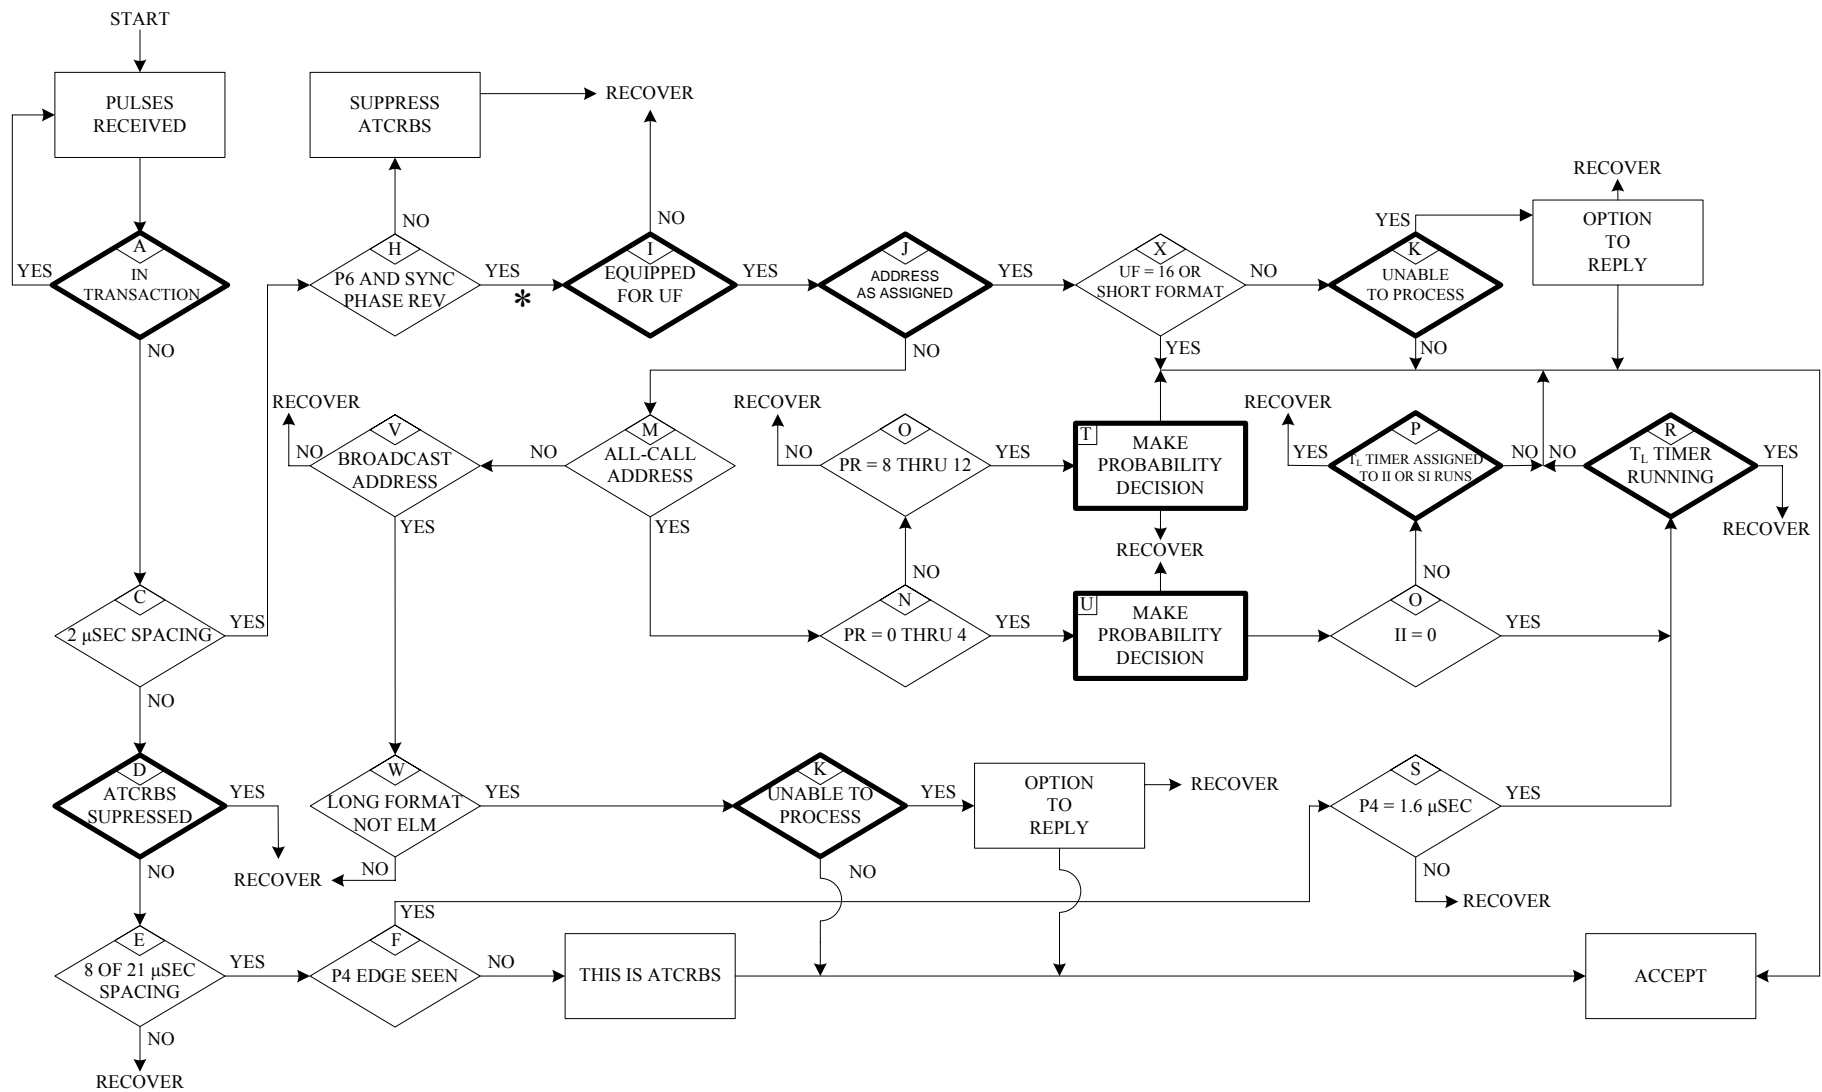 START
PULSES
RECEIVED
SUPPRESS
ATCRBS
RECOVER
RECOVER
OPTION
TO
REPLY
YES
A
IN
TRANSACTION
NO
NO
H
P6 AND SYNC
PHASE REV
YES
*
NO
I
EQUIPPED
FOR UF
YES
J
ADDRESS
AS ASSIGNED
YES
NO
X
UF = 16 OR
SHORT FORMAT
NO
YES
YES
K
UNABLE
TO PROCESS
NO
RECOVER
V
BROADCAST
ADDRESS
NO
YES
M
ALL-CALL
ADDRESS
NO
YES
RECOVER
O
PR = 8 THRU 12
NO
YES
T
MAKE
PROBABILITY
DECISION
RECOVER
RECOVER
P
TL TIMER ASSIGNED
TO II OR SI RUNS
YES
NO
NO
R
TL TIMER
RUNNING
YES
RECOVER
C
2 μSEC SPACING
YES
NO
NO
N
PR = 0 THRU 4
YES
U
MAKE
PROBABILITY
DECISION
NO
O
II = 0
YES
D
ATCRBS
SUPRESSED
YES
NO
RECOVER
W
LONG FORMAT
NOT ELM
YES
NO
K
UNABLE TO
PROCESS
YES
NO
OPTION
TO
REPLY
RECOVER
S
P4 = 1.6 μSEC
YES
NO
RECOVER
E
8 OF 21 μSEC
SPACING
YES
NO
RECOVER
YES
F
P4 EDGE SEEN
NO
THIS IS ATCRBS
ACCEPT